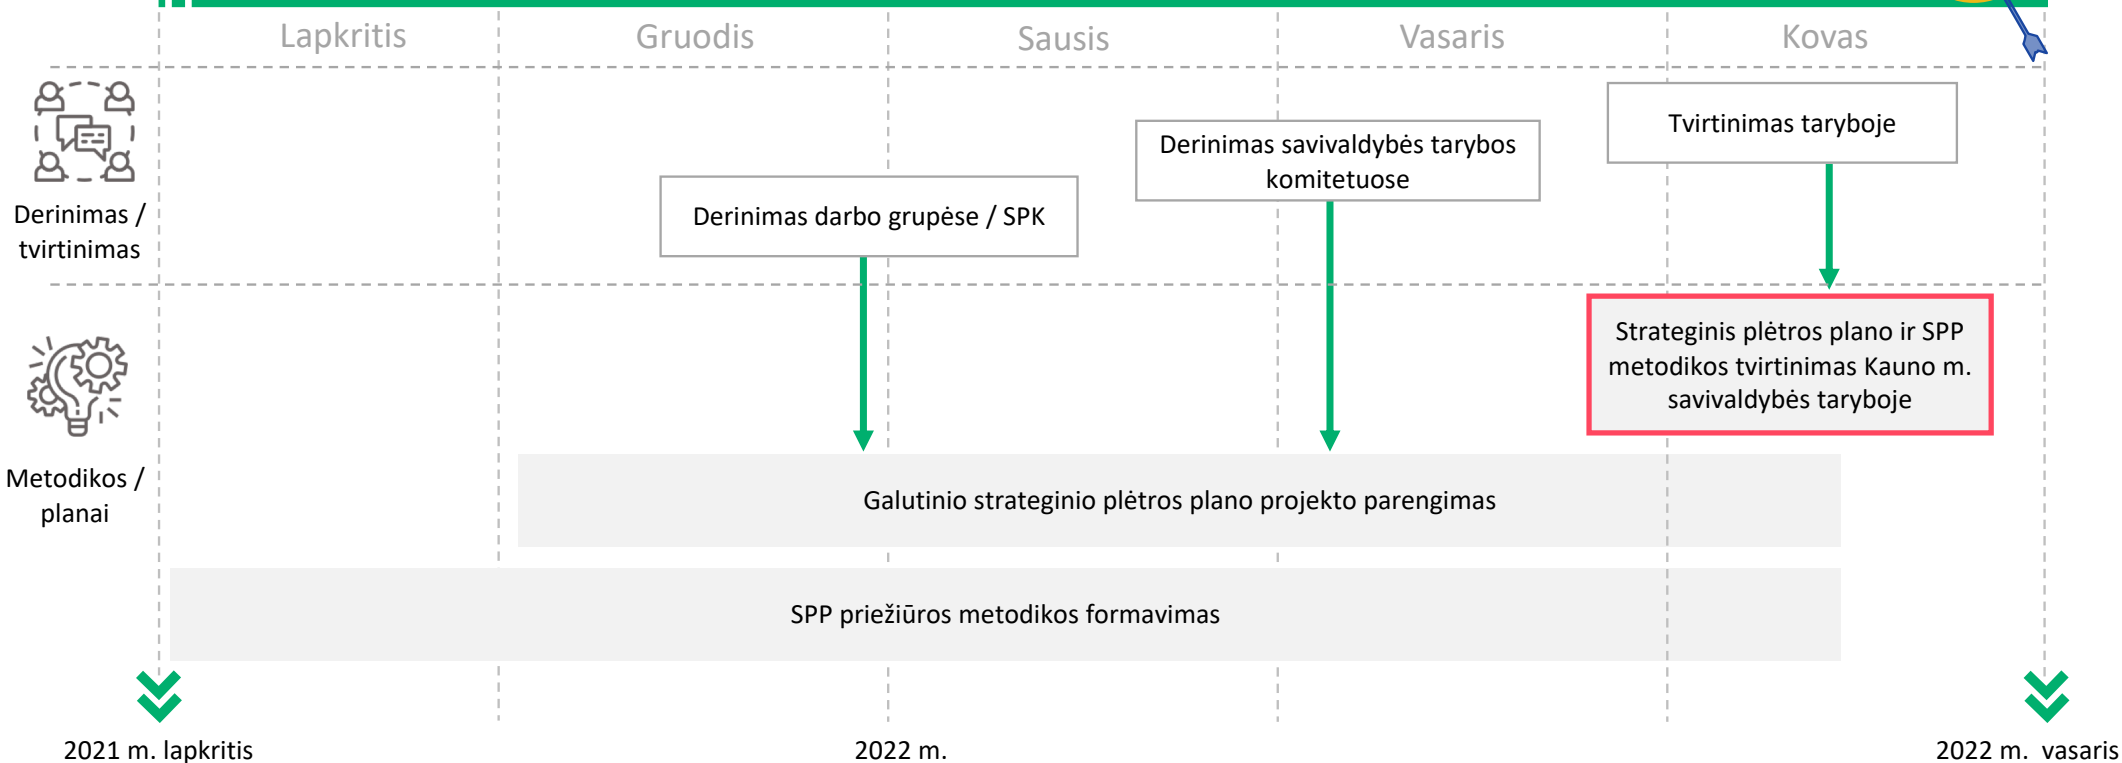 Lapkritis
Gruodis
Sausis
Vasaris
Kovas
Derinimas /
tvirtinimas
Derinimas darbo grupėse / SPK
Derinimas savivaldybės tarybos
komitetuose
Tvirtinimas taryboje
Metodikos /
planai
Strateginis plėtros plano ir SPP
metodikos tvirtinimas Kauno m.
savivaldybės taryboje
Galutinio strateginio plėtros plano projekto parengimas
SPP priežiūros metodikos formavimas
2021 m. lapkritis
2022 m.
2022 m. vasaris